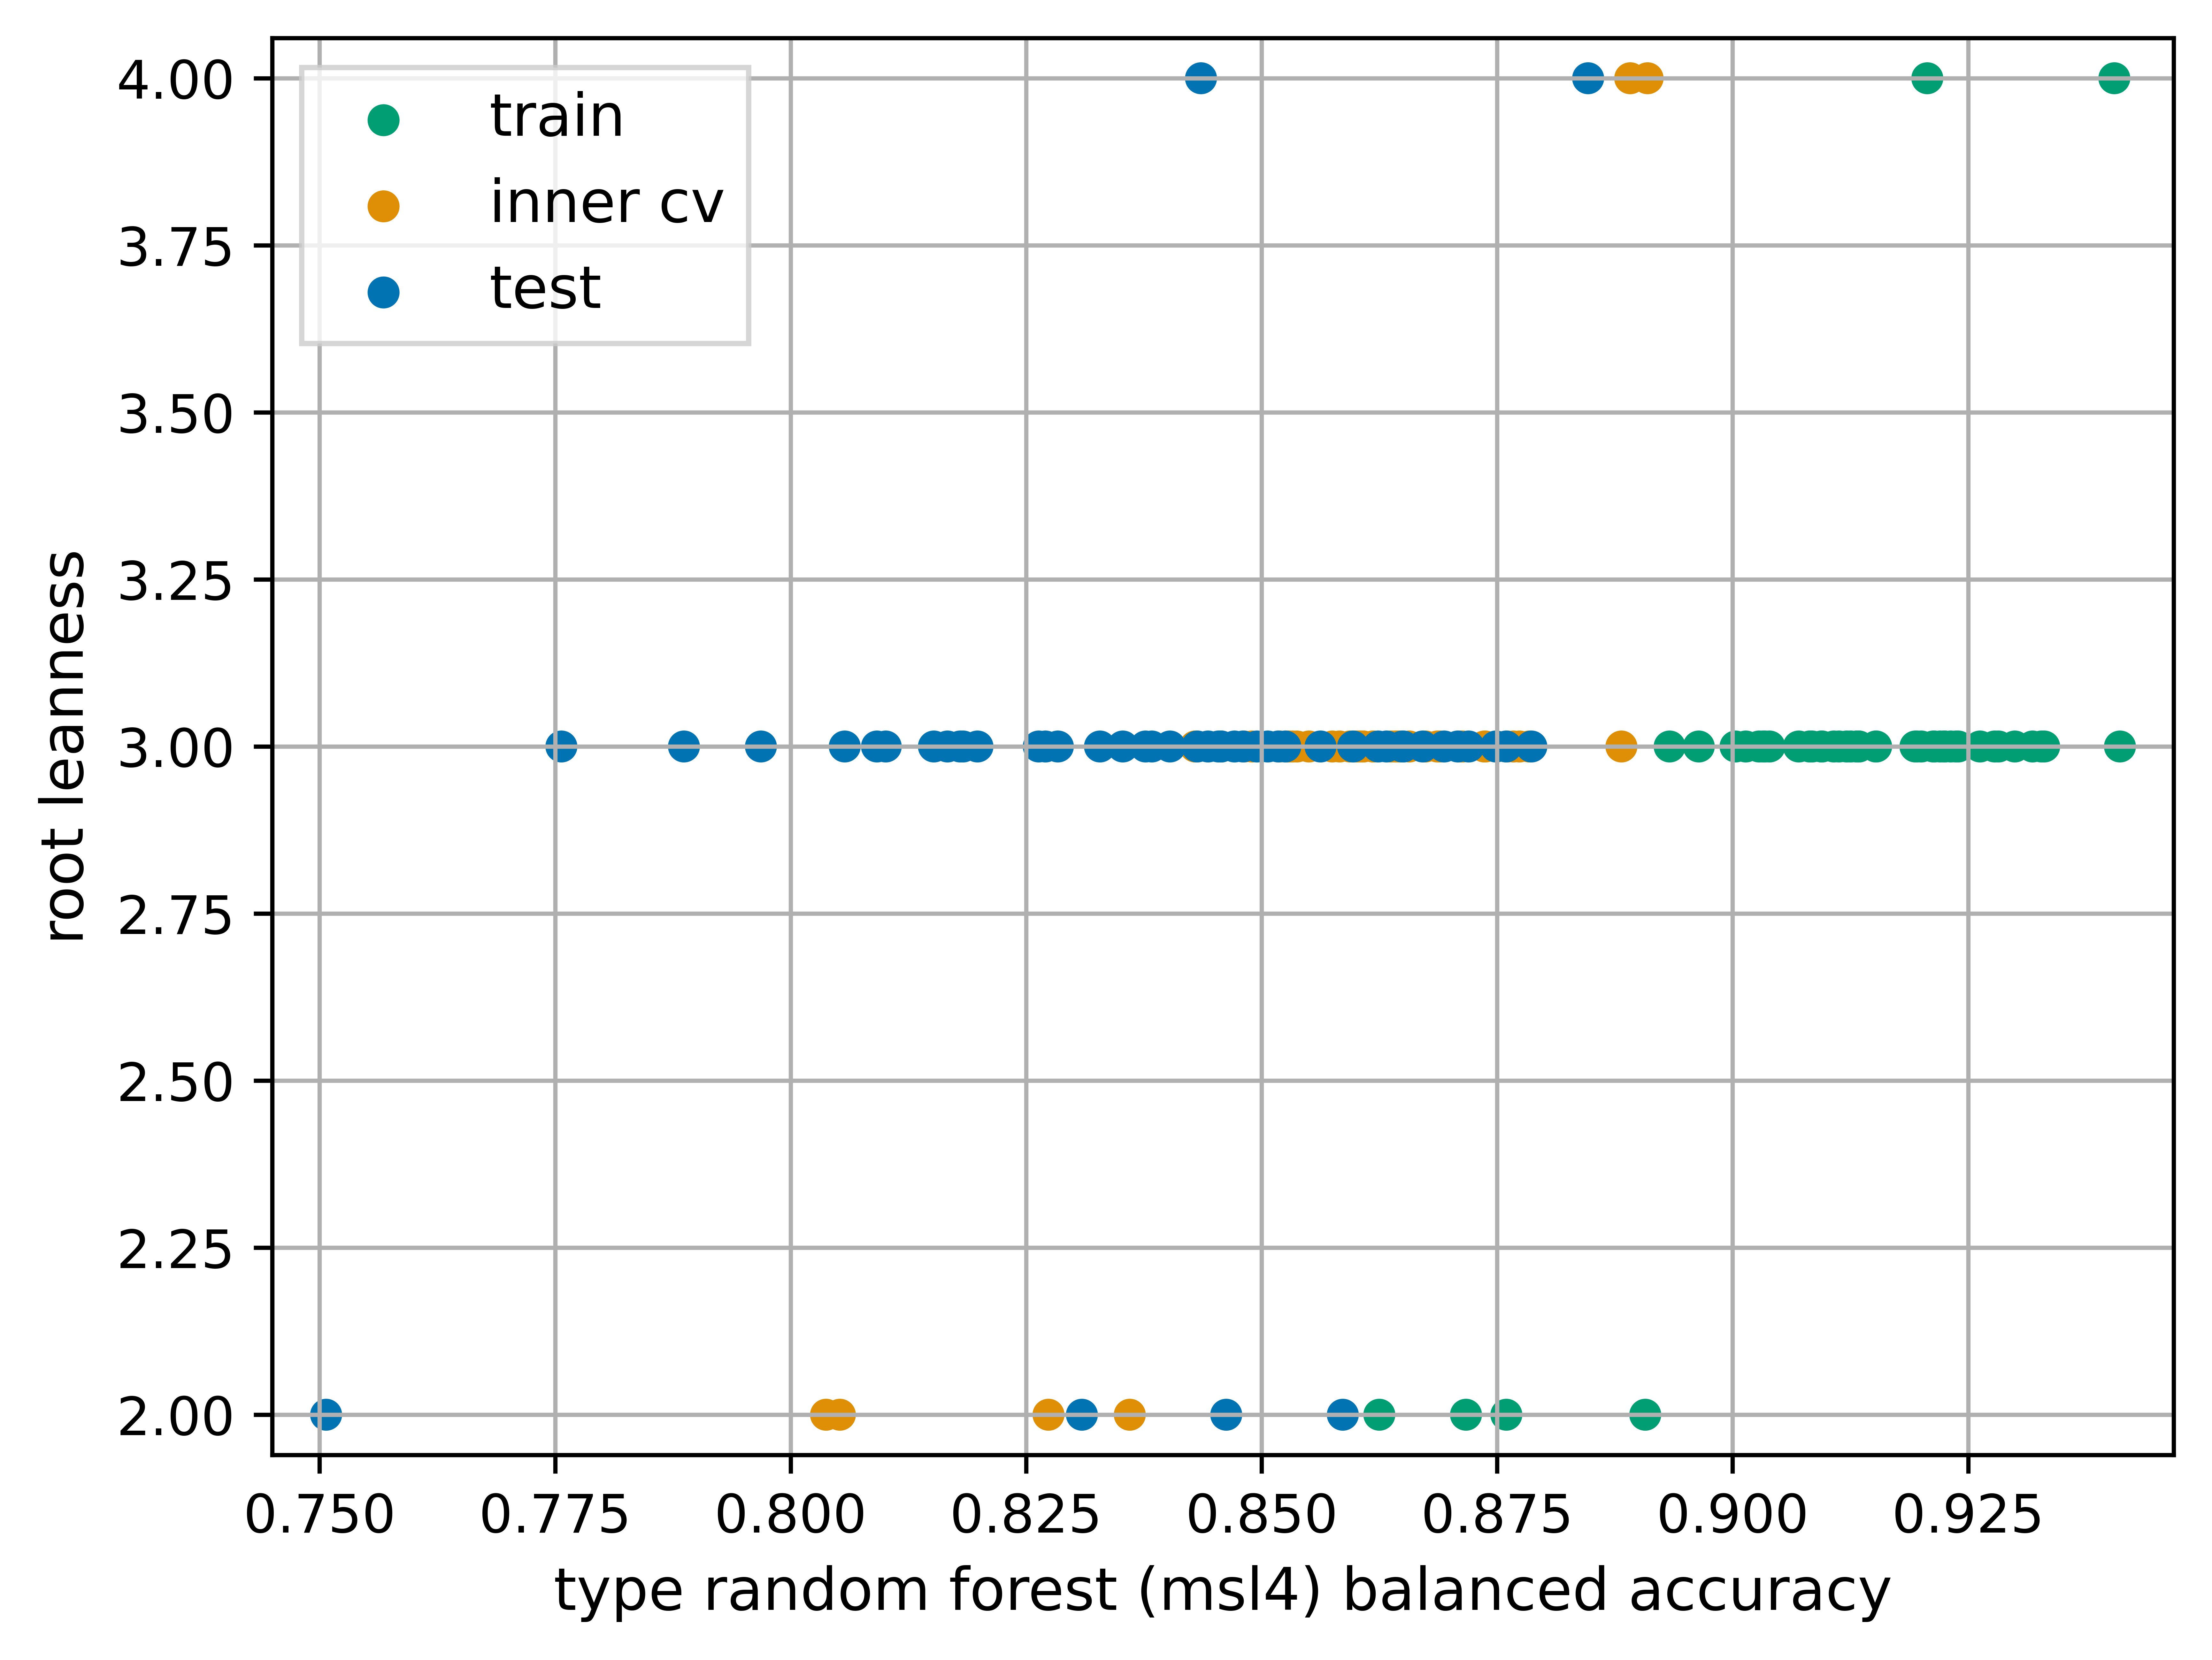 train
inner cv
test
4.00
3.75
3.50
3.25
3.00
2.75
2.50
2.25
2.00
root leanness
0.750 0.775 0.800 0.825 0.850 0.875 0.900 0.925
type random forest (msl4) balanced accuracy